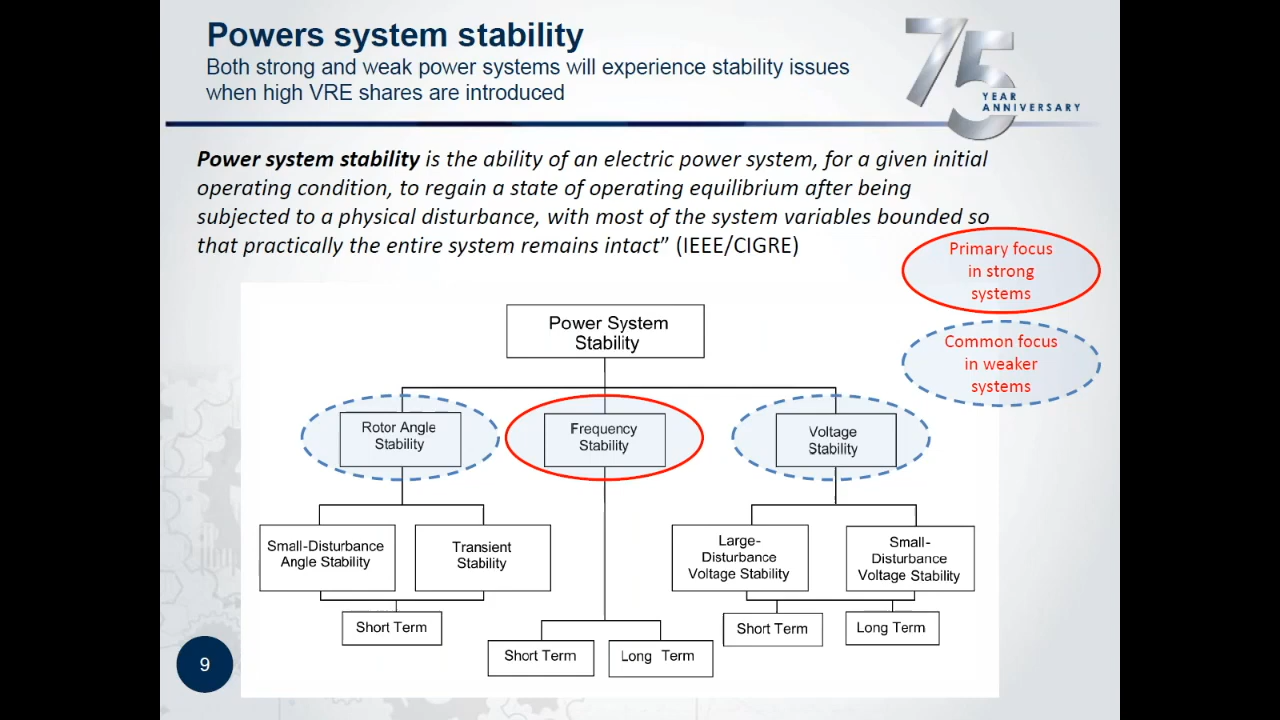 Powers system stability
Both strong and weak power systems will experience stability issues
when high VRE shares are introduced
75
YEAR
ANNIVERSARY
Power system stability is the ability of an electric power system, for a given initial
operating condition, to regain a state of operating equilibrium after being
subjected to a physical disturbance, with most of the system variables bounded so
that practically the entire system remains intact” (IEEE/CIGRE)
Primary focus
in strong
systems
Common focus
in weaker
systems
Power System
Stability
Rotor Angle
Stability
Frequency
Stability
Voltage
Stability
Small-Disturbance
Angle Stability
Transient
Stability
Large-
Disturbance
Voltage Stability
Small-
Disturbance
Voltage Stability
Short Term
Short Term
Long Term
Short Term
Long Term
9